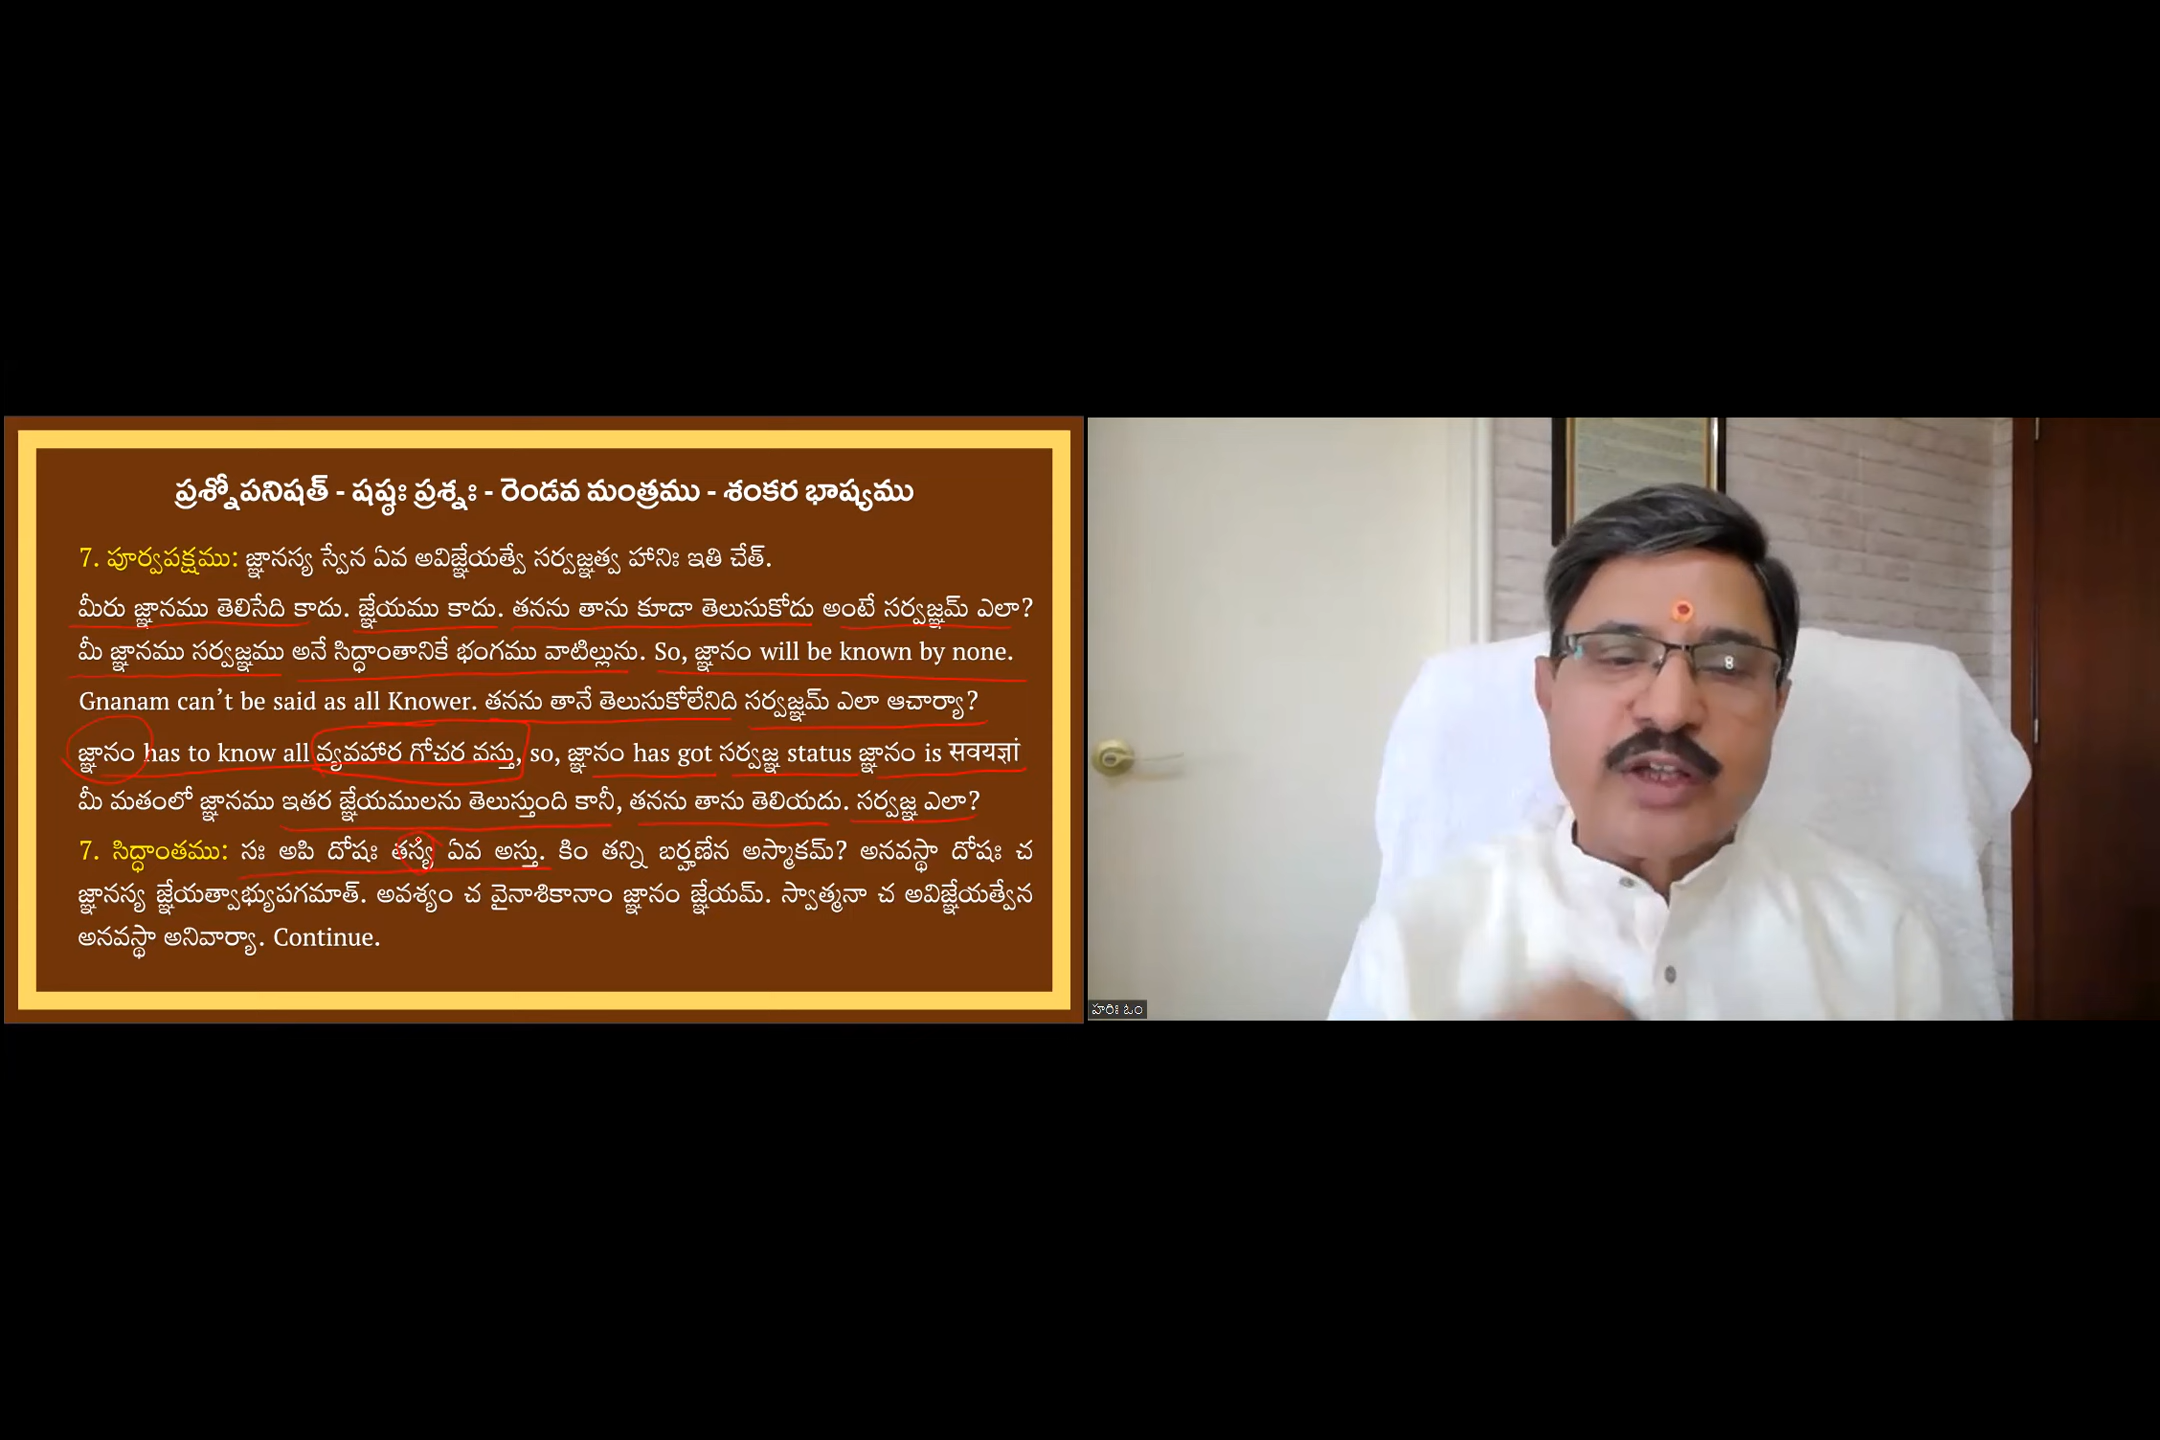 ప్రశ్నోపనిషత్ - షష్ఠః ప్రశ్నః - రెండవ మంత్రము - శంకర భాష్యము
7. పూర్వపక్షము: జ్ఞానస్య స్వేన ఏవ అవిజ్ఞేయత్వే సర్వజ్ఞత్వ హానిః ఇతి చేత్.
మీరు జ్ఞానము తెలిసేది కాదు. జ్ఞేయము కాదు. తనను తాను కూడా తెలుసుకోదు అంటే సర్వజ్ఞమ్ ఎలా?
మీ జ్ఞానము సర్వజ్ఞము అనే సిద్ధాంతానికే భంగము వాటిల్లును. So, జ్ఞానం will be known by none.
Gnanam can’t be said as all Knower. తనను తానే తెలుసుకోలేనిది సర్వజ్ఞమ్ ఎలా ఆచార్యా?
జ్ఞానం has to know all వ్యవహార గోచర వస్తు, so, జ్ఞానం has got సర్వజ్ఞ status జ్ఞానం is सवयज्ञां
మీ మతంలో జ్ఞానము ఇతర జ్ఞేయములను తెలుస్తుంది కానీ, తనను తాను తెలియదు. సర్వజ్ఞ ఎలా?
7. సిద్ధాంతము: సః అపి దోషః తస్య ఏవ అస్తు. కిం తన్ని బర్హణేన అస్మాకమ్? అనవస్థా దోషః చ
జ్ఞానస్య జ్ఞేయత్వాభ్యుపగమాత్. అవశ్యం చ వైనాశికానాం జ్ఞానం జ్ఞేయమ్. స్వాత్మనా చ అవిజ్ఞేయత్వేన
అనవస్థా అనివార్యా. Continue.
హరిః ఓం